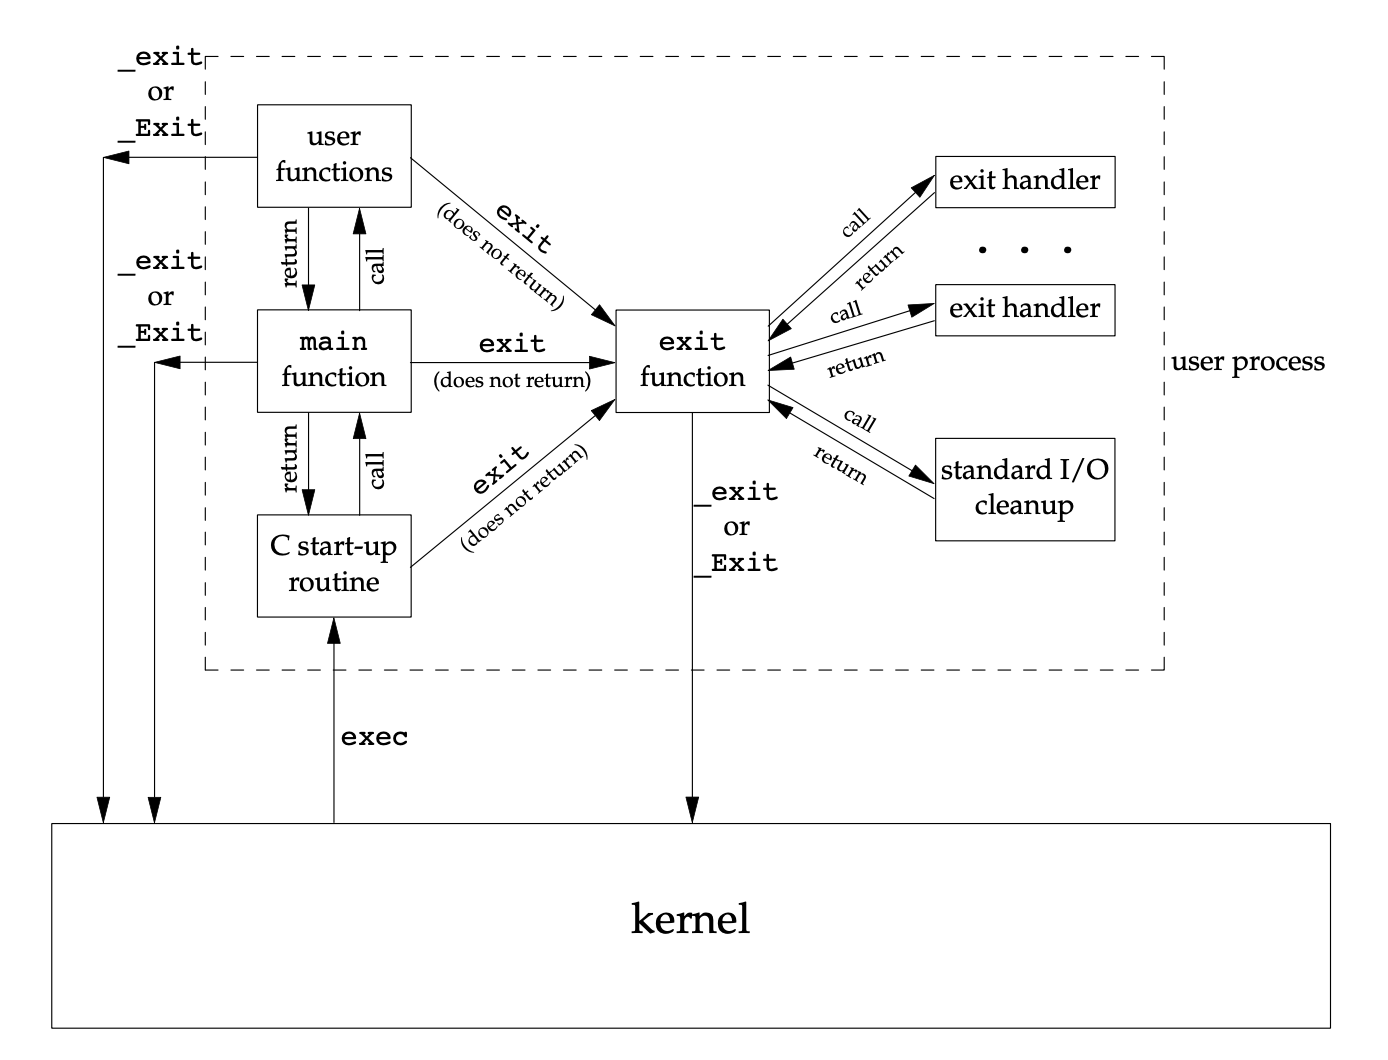 _exit
or
_Exit
user
functions
exit handler
call
return
exit
(does not return)
. . .
return
call
_exit
or
_Exit
call
return
exit handler
main
function
exit
(does not return)
exit
function
user process
return
call
exit
(does not return)
call
return
standard I/O
cleanup
_exit
or
_Exit
C start-up
routine
exec
kernel